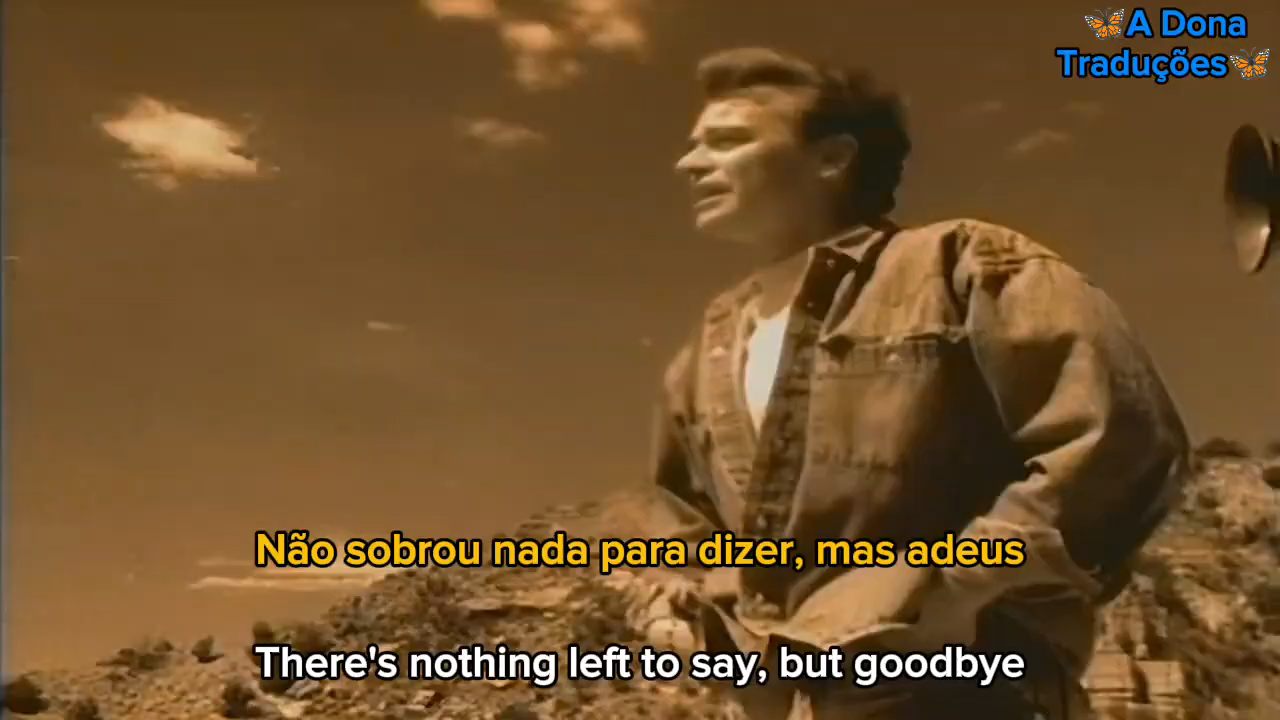 🦋A Dona
Traduções🦋
Não sobrou nada para dizer, mas adeus
There's nothing left to say, but goodbye